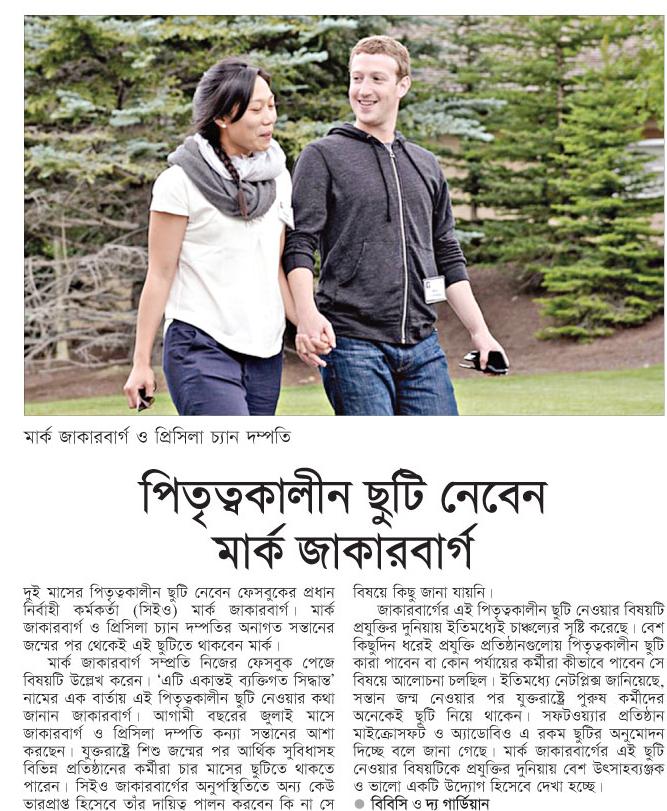 মার্ক জাকারবার্গ ও প্রিসিলা চ্যান দম্পতি
পিতৃত্বকালীন ছুটি নেবেন
মার্ক জাকারবার্গ
দুই মাসের পিতৃত্বকালীন ছুটি নেবেন ফেসবুকের প্রধান
নির্বাহী কর্মকর্তা (সিইও) মার্ক জাকারবার্গ। মার্ক
জাকারবার্গ ও প্রিসিলা চ্যান দম্পতির অনাগত সন্তানের
জন্মের পর থেকেই এই ছুটিতে থাকবেন মার্ক।
মার্ক জাকারবার্গ সম্প্রতি নিজের ফেসবুক পেজে
বিষয়টি উল্লেখ করেন। ‘এটি একান্তই ব্যক্তিগত সিদ্ধান্ত’
নামের এক বার্তায় এই পিতৃত্বকালীন ছুটি নেওয়ার কথা
জানান জাকারবার্গ। আগামী বছরের জুলাই মাসে
জাকারবার্গ ও প্রিসিলা দম্পতি কন্যা সন্তানের আশা
করছেন। যুক্তরাষ্ট্রে শিশু জন্মের পর আর্থিক সুবিধাসহ
বিভিন্ন প্রতিষ্ঠানের কর্মীরা চার মাসের ছুটিতে থাকতে
পারেন। সিইও জাকারবার্গের অনুপস্থিতিতে অন্য কেউ
ভারপ্রাপ্ত হিসেবে তাঁর দায়িত্ব পালন করবেন কি না সে
বিষয়ে কিছু জানা যায়নি।
জাকারবার্গের এই পিতৃত্বকালীন ছুটি নেওয়ার বিষয়টি
প্রযুক্তির দুনিয়ায় ইতিমধ্যেই চাঞ্চল্যের সৃষ্টি করেছে। বেশ
কিছুদিন ধরেই প্রযুক্তি প্রতিষ্ঠানগুলোয় পিতৃত্বকালীন ছুটি
কারা পাবেন বা কোন পর্যায়ের কর্মীরা কীভাবে পাবেন সে
বিষয়ে আলোচনা চলছিল। ইতিমধ্যে নেটফ্লিক্স জানিয়েছে,
সন্তান জন্ম নেওয়ার পর যুক্তরাষ্ট্রে পুরুষ কর্মীদের
অনেকেই ছুটি নিয়ে থাকেন। সফটওয়্যার প্রতিষ্ঠান
মাইক্রোসফট ও অ্যাডোবিও এ রকম ছুটির অনুমোদন
দিচ্ছে বলে জানা গেছে। মার্ক জাকারবার্গের এই ছুটি
নেওয়ার বিষয়টিকে প্রযুক্তির দুনিয়ায় বেশ উৎসাহব্যঞ্জক
ও ভালো একটি উদ্যোগ হিসেবে দেখা হচ্ছে।
● বিবিসি ও দ্য গার্ডিয়ান